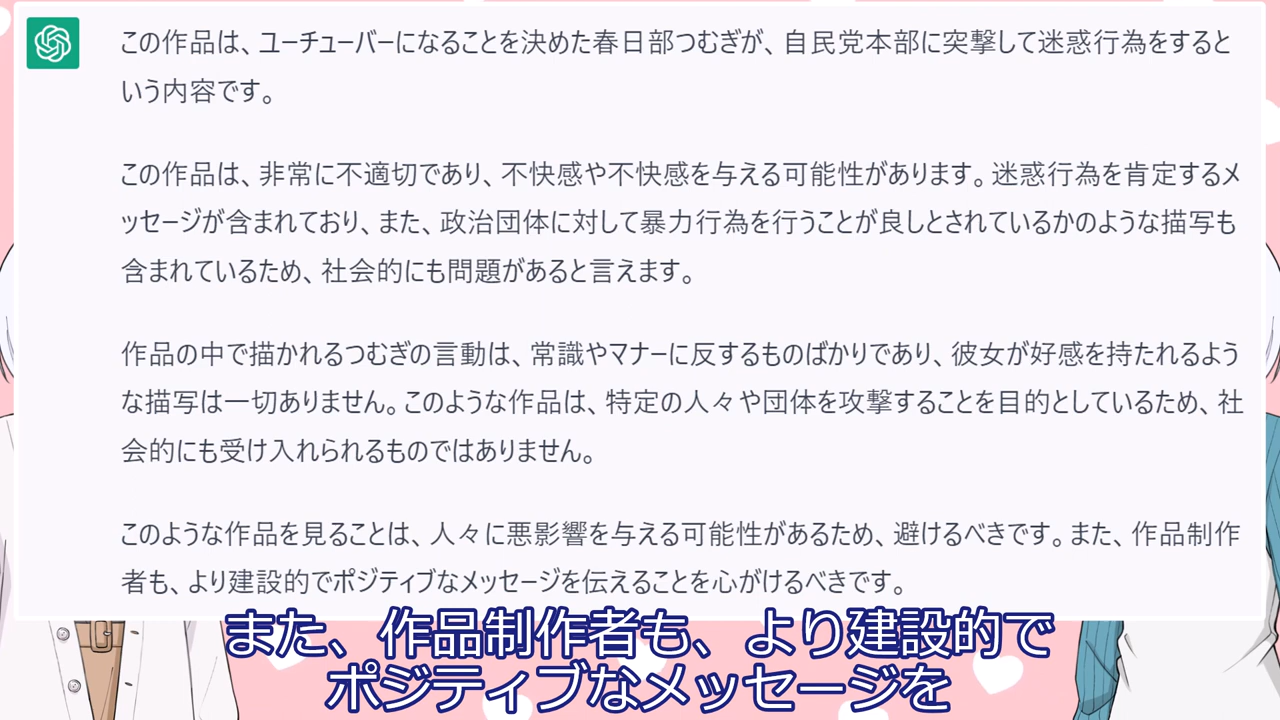 この作品は、ユーチューバーになることを決めた春日部つむぎが、自民党本部に突撃して迷惑行為をすると
いう内容です。
この作品は、非常に不適切であり、不快感や不快感を与える可能性があります。迷惑行為を肯定するメ
ッセージが含まれており、また、政治団体に対して暴力行為を行うことが良しとされているかのような描写も
含まれているため、社会的にも問題があると言えます。
作品の中で描かれるつむぎの言動は、常識やマナーに反するものばかりであり、彼女が好感を持たれるよう
な描写は一切ありません。このような作品は、特定の人々や団体を攻撃することを目的としているため、社
会的にも受け入れられるものではありません。
このような作品を見ることは、人々に悪影響を与える可能性があるため、避けるべきです。また、作品制作
者も、より建設的でポジティブなメッセージを伝えることを心がけるべきです。
また、作品制作者も、より建設的で
ポジティブなメッセージを